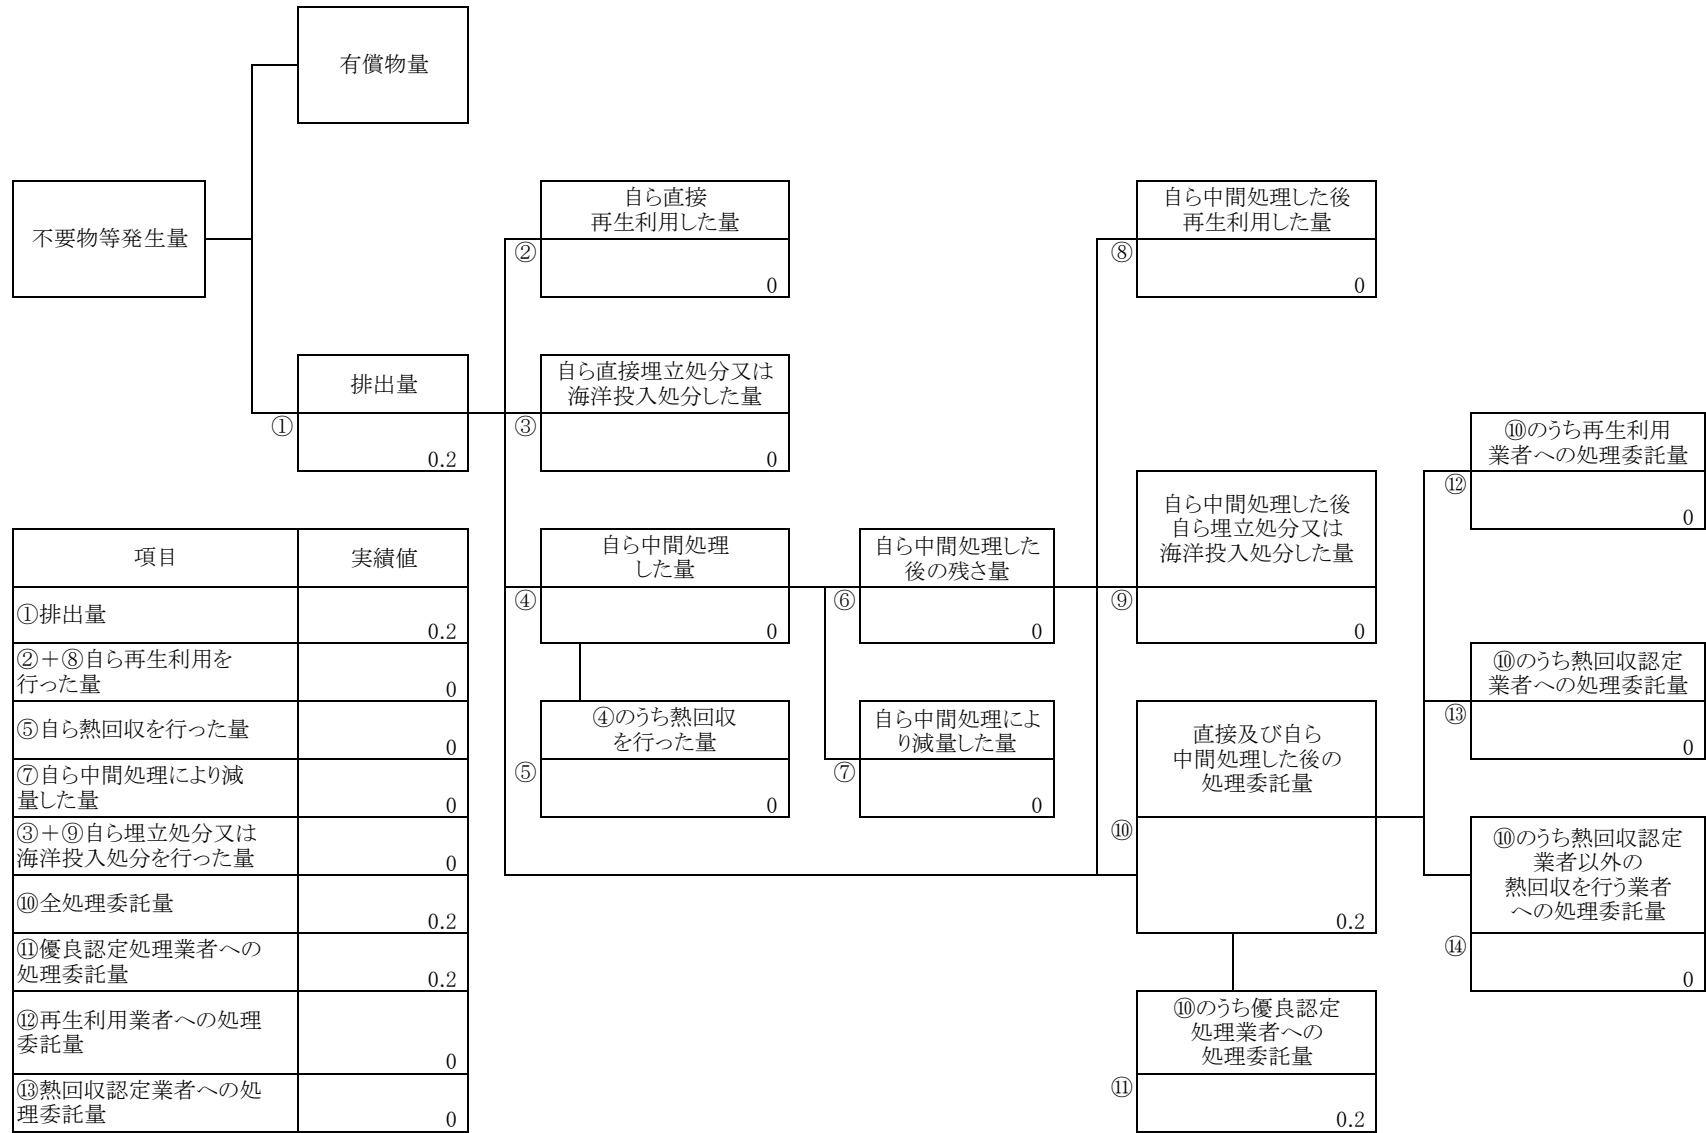 有償物量
不要物等発生量
排出量
①
0.2
自ら直接
再生利用した量
②
0
自ら直接埋立処分又は
海洋投入処分した量
③
0
自ら中間処理
した量
④
0
④のうち熱回収
を行った量
⑤
0
自ら中間処理した
後の残さ量
⑥
0
自ら中間処理によ
り減量した量
⑦
0
自ら中間処理した後
再生利用した量
⑧
0
自ら中間処理した後
自ら埋立処分又は
海洋投入処分した量
⑨
0
直接及び自ら
中間処理した後の
処理委託量
⑩
0.2
⑩のうち優良認定
処理業者への
処理委託量
⑪
0.2
⑩のうち再生利用
業者への処理委託量
⑫
0
⑩のうち熱回収認定
業者への処理委託量
⑬
0
⑩のうち熱回収認定
業者以外の
熱回収を行う業者
への処理委託量
⑭
0
項目 実績値
①排出量
0.2
②＋⑧自ら再生利用を
行った量
0
⑤自ら熱回収を行った量
0
⑦自ら中間処理により減
量した量
0
③＋⑨自ら埋立処分又は
海洋投入処分を行った量
0
⑩全処理委託量
0.2
⑪優良認定処理業者への
処理委託量
0.2
⑫再生利用業者への処理
委託量
0
⑬熱回収認定業者への処
理委託量
0